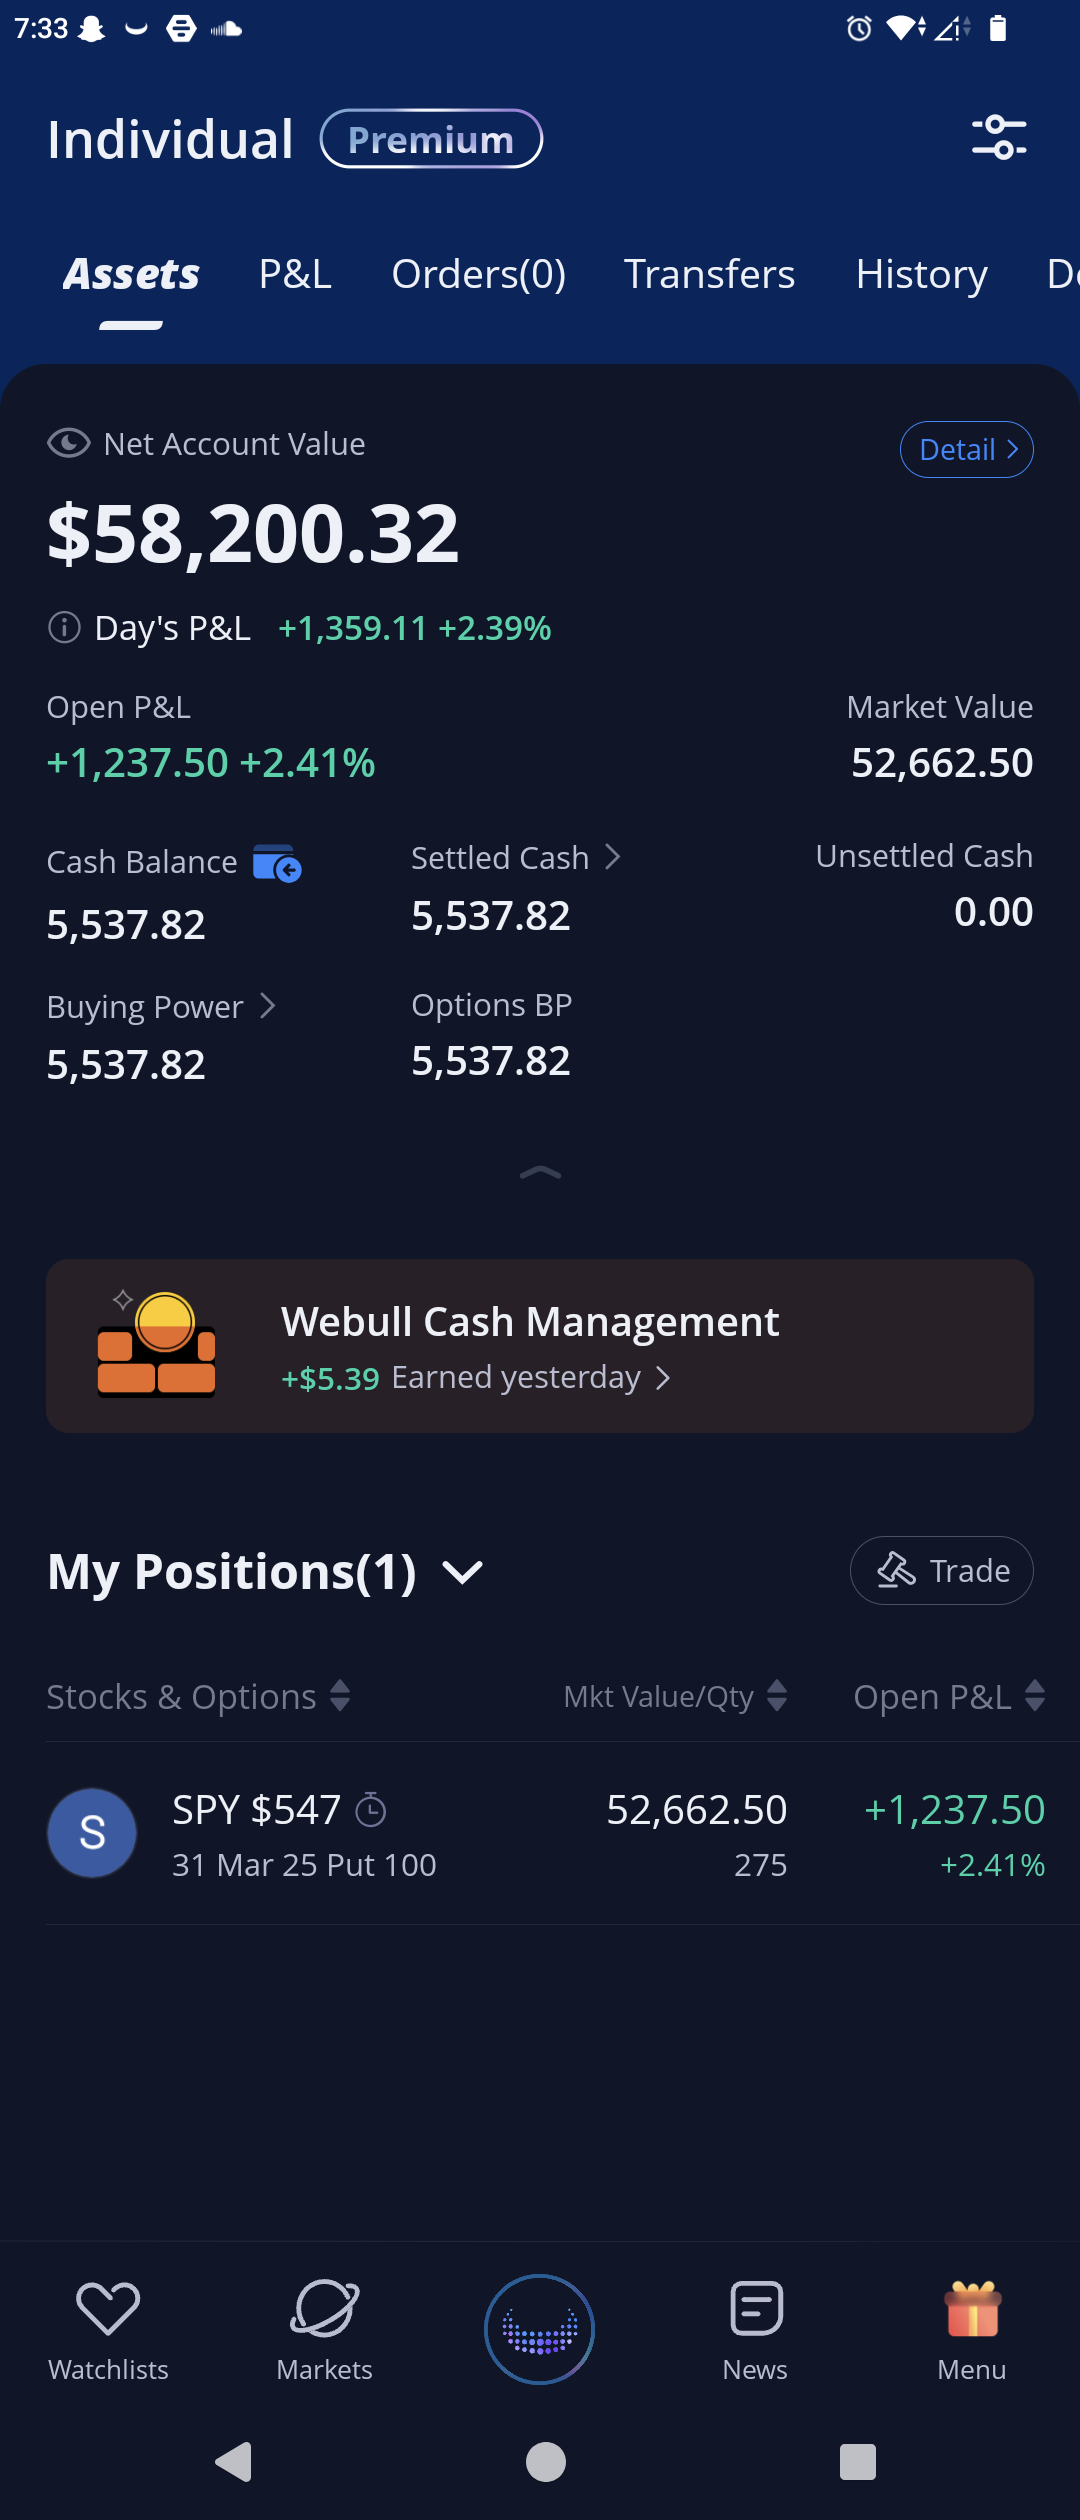 7:33
Individual Premium
Assets P&L Orders(0) Transfers History De
Net Account Value Detail
$58,200.32
Day's P&L +1,359.11 +2.39%
Open P&L Market Value
+1,237.50 +2.41% 52,662.50
Cash Balance Settled Cash Unsettled Cash
5,537.82 5,537.82 0.00
Buying Power Options BP
5,537.82 5,537.82
Webull Cash Management
+$5.39 Earned yesterday
My Positions(1) Trade
Stocks & Options Mkt Value/Qty Open P&L
S SPY $547 52,662.50 +1,237.50
31 Mar 25 Put 100 275 +2.41%
Watchlists Markets News Menu